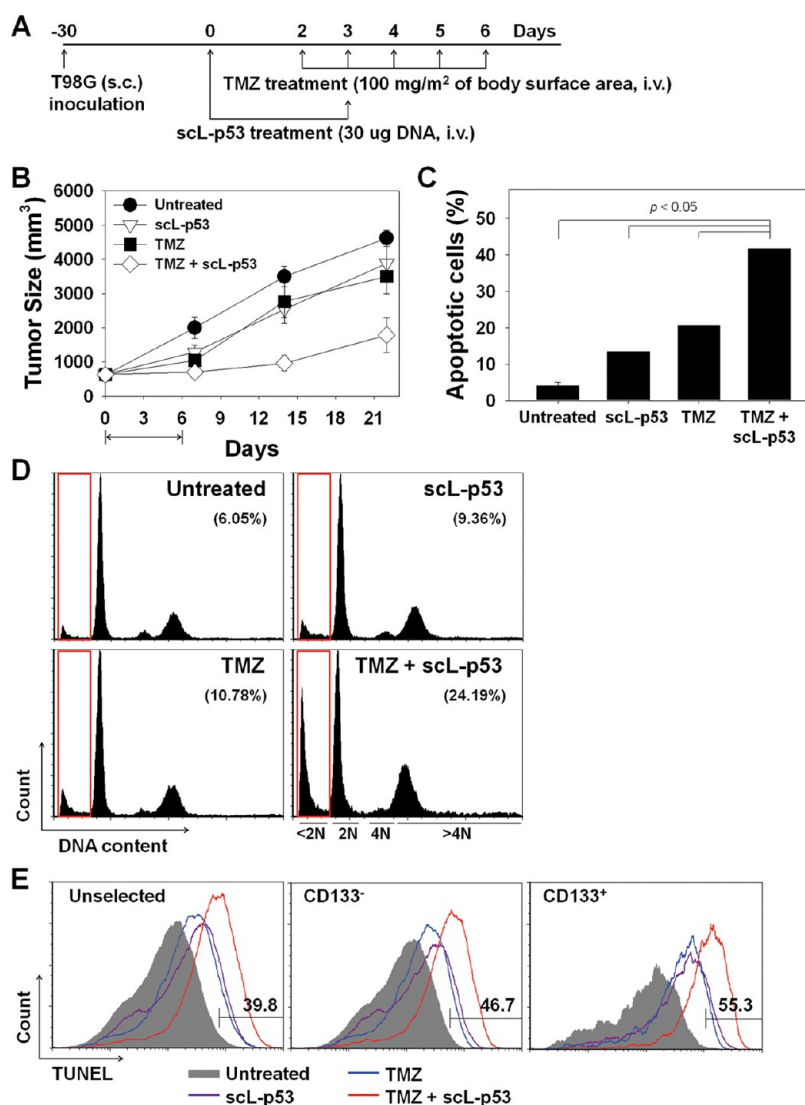 A
-30 0 2 3 4 5 6 Days
T98G (s.c.)
inoculation
TMZ treatment (100 mg/m² of body surface area, i.v.)
scL-p53 treatment (30 ug DNA, i.v.)
B
Tumor Size (mm³)
6000
5000
4000
3000
2000
1000
0
Untreated
scL-p53
TMZ
TMZ + scL-p53
0 3 6 9 12 15 18 21
Days
C
Apoptotic cells (%)
50
40
30
20
10
0
p < 0.05
Untreated scL-p53 TMZ TMZ +
scL-p53
D
Untreated
(6.05%)
scL-p53
(9.36%)
TMZ
(10.78%)
TMZ + scL-p53
(24.19%)
Count
DNA content
<2N 2N 4N >4N
E
Unselected
39.8
CD133⁻
46.7
CD133⁺
55.3
Count
TUNEL
Untreated
TMZ
scL-p53
TMZ + scL-p53